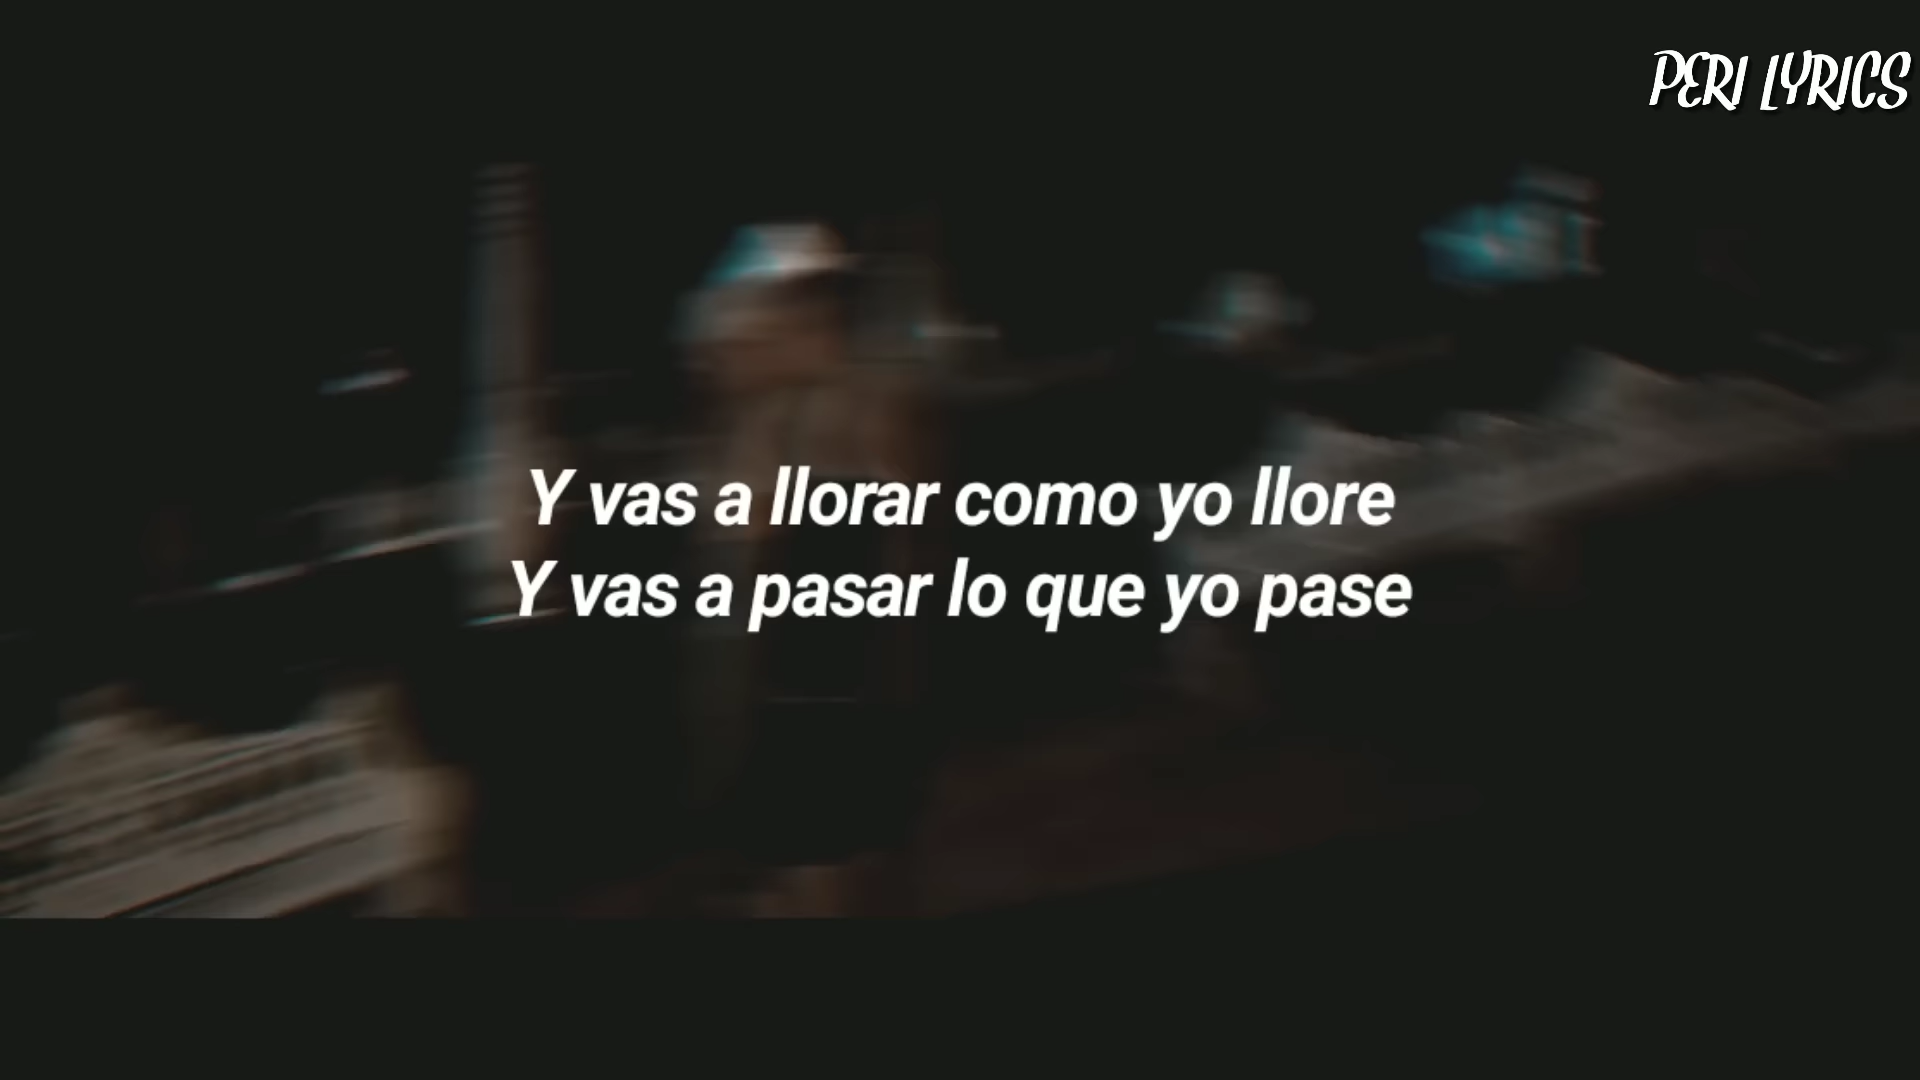 PERI LYRICS
Y vas a llorar como yo llore
Y vas a pasar lo que yo pase